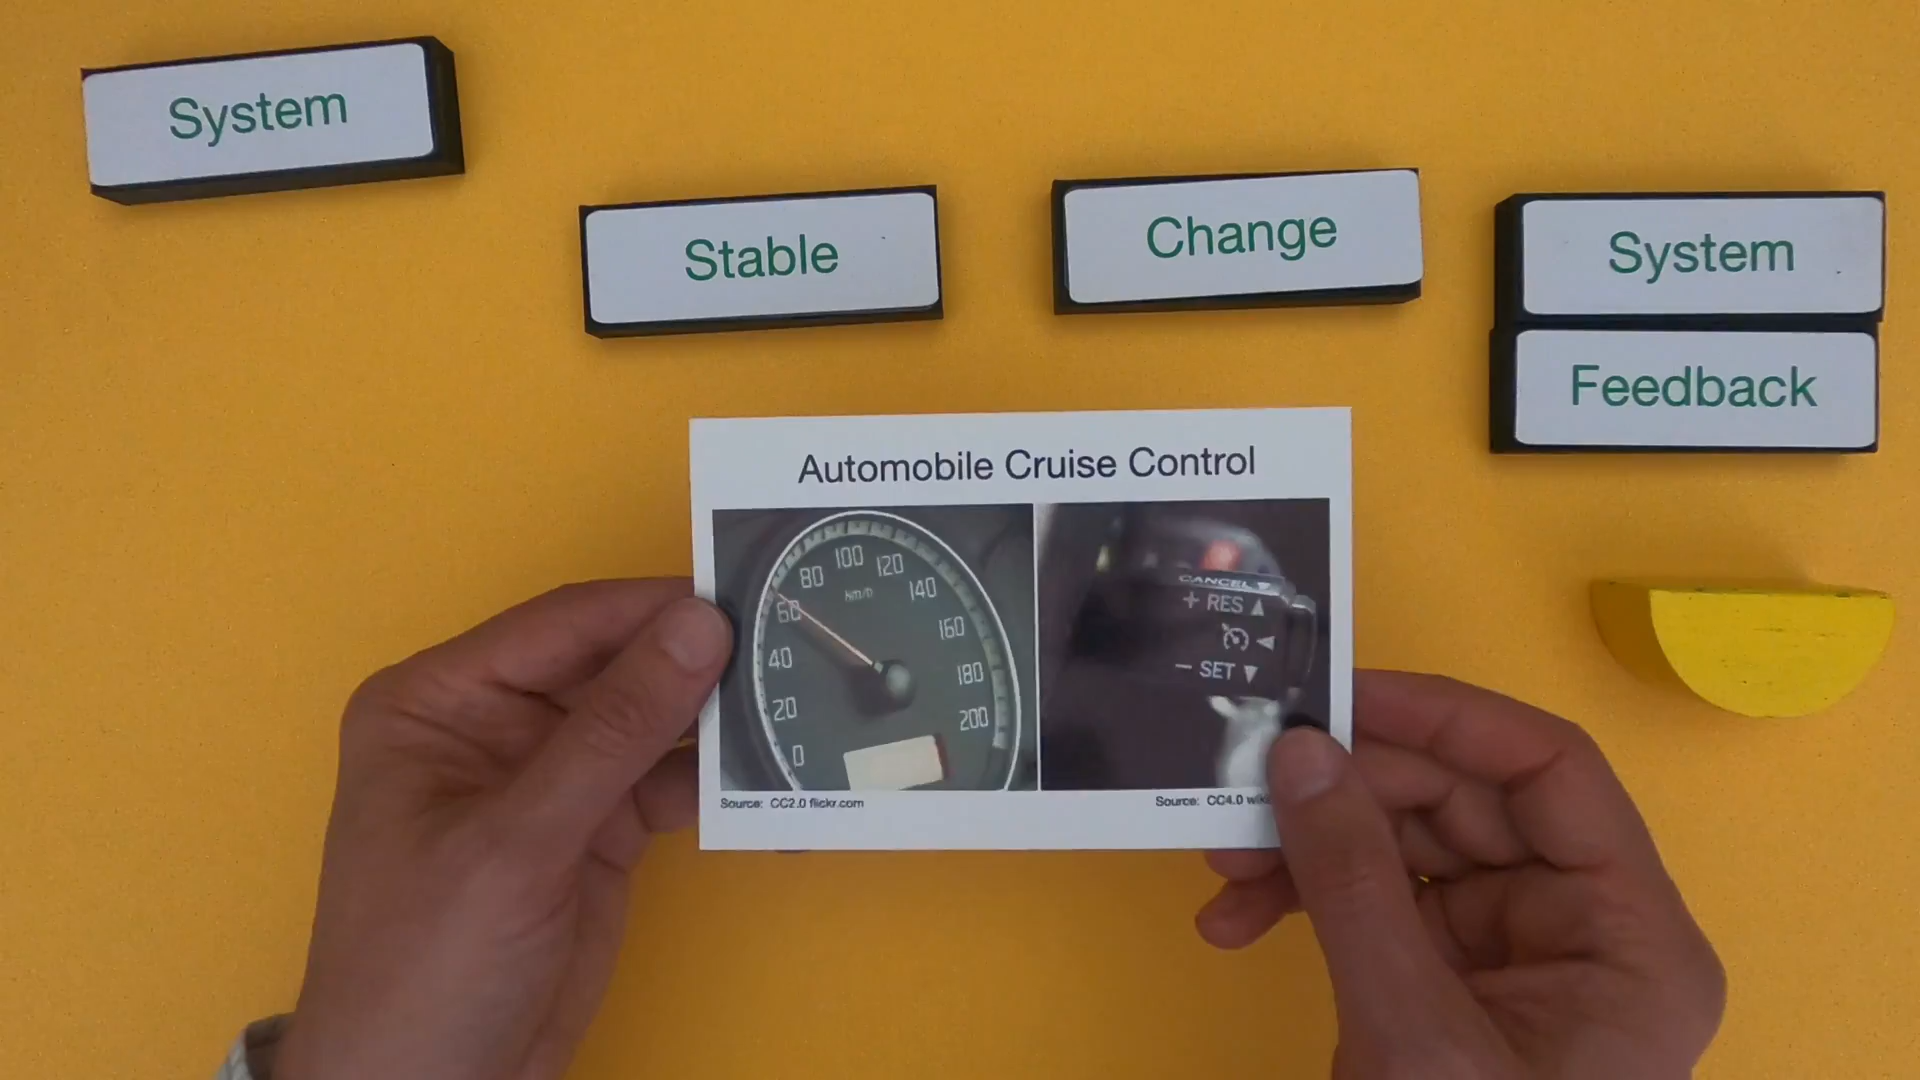 System
Stable
Change
System
Feedback
Automobile Cruise Control
100
80
120
km/h
140
60
160
40
180
20
200
0
CANCEL
+ RES
− SET
Source: CC2.0 flickr.com
Source: CC4.0